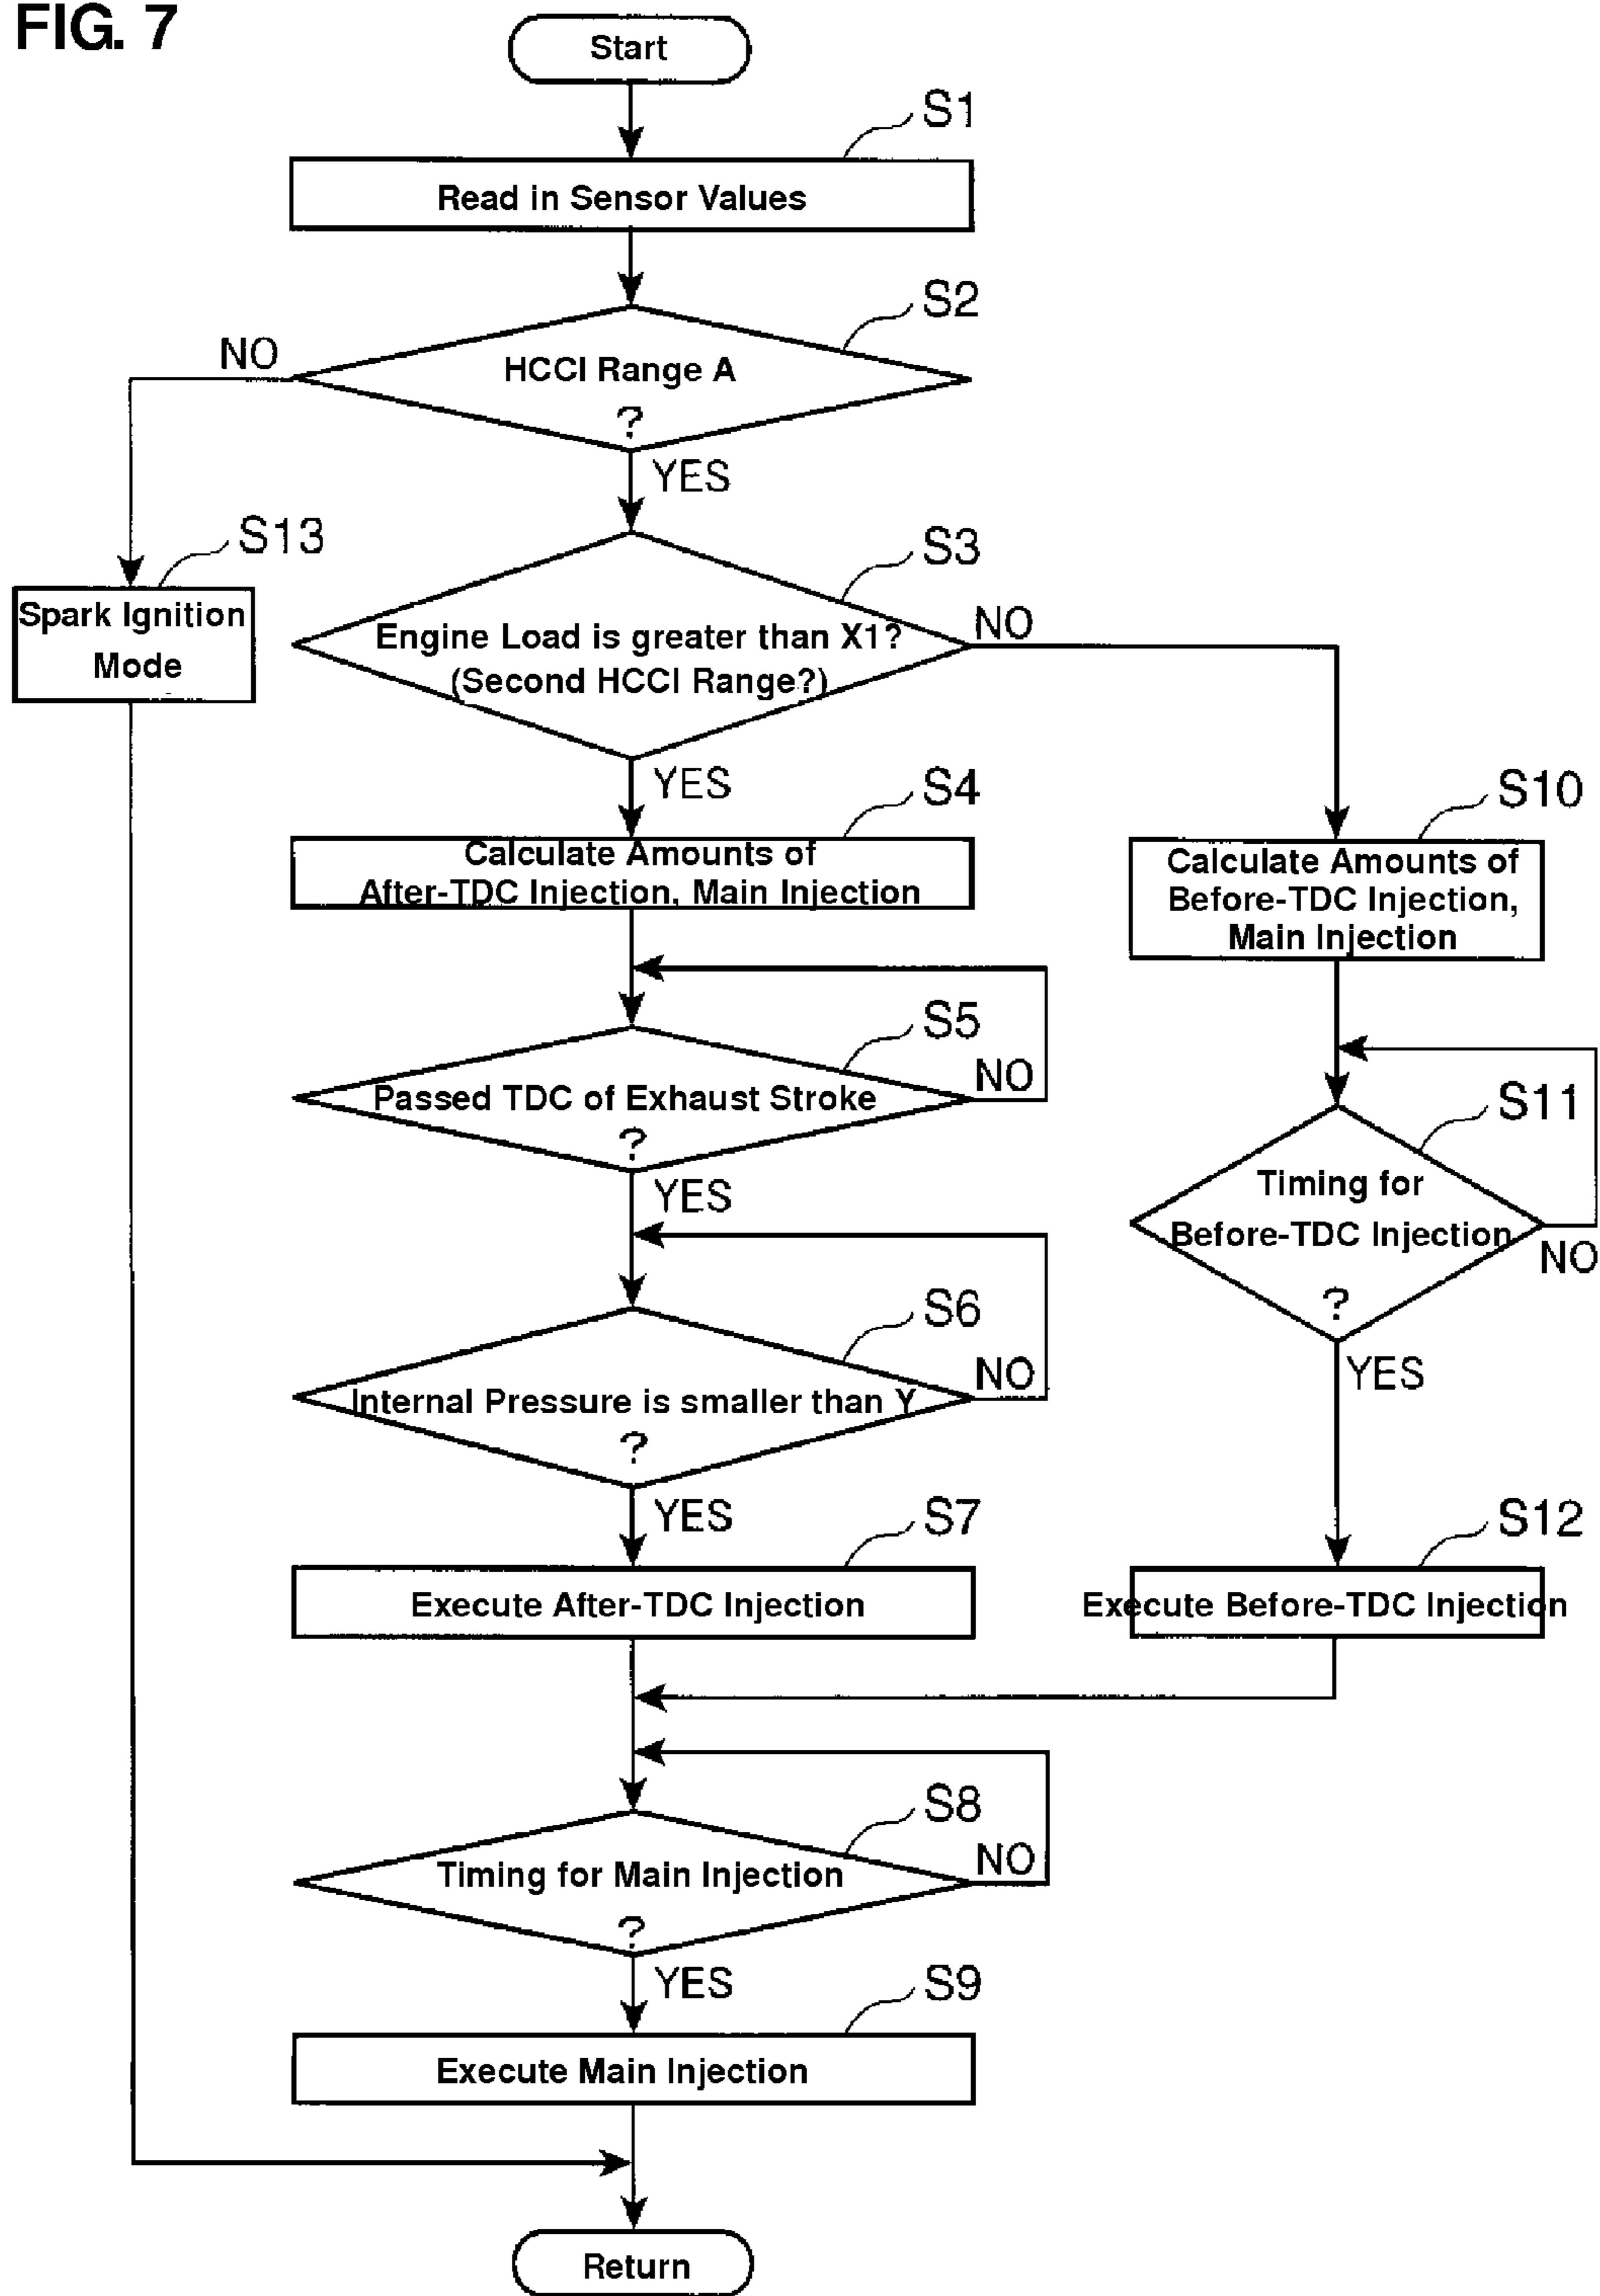 FIG. 7
Start
S1
Read in Sensor Values
S2
NO
HCCI Range A
?
YES
S13
Spark Ignition
Mode
S3
Engine Load is greater than X1?
(Second HCCI Range?)
NO
YES
S4
Calculate Amounts of
After-TDC Injection, Main Injection
S10
Calculate Amounts of
Before-TDC Injection,
Main Injection
S5
Passed TDC of Exhaust Stroke
?
NO
YES
S11
Timing for
Before-TDC Injection
?
NO
YES
S6
Internal Pressure is smaller than Y
?
NO
YES
S7
Execute After-TDC Injection
S12
Execute Before-TDC Injection
S8
Timing for Main Injection
?
NO
YES
S9
Execute Main Injection
Return